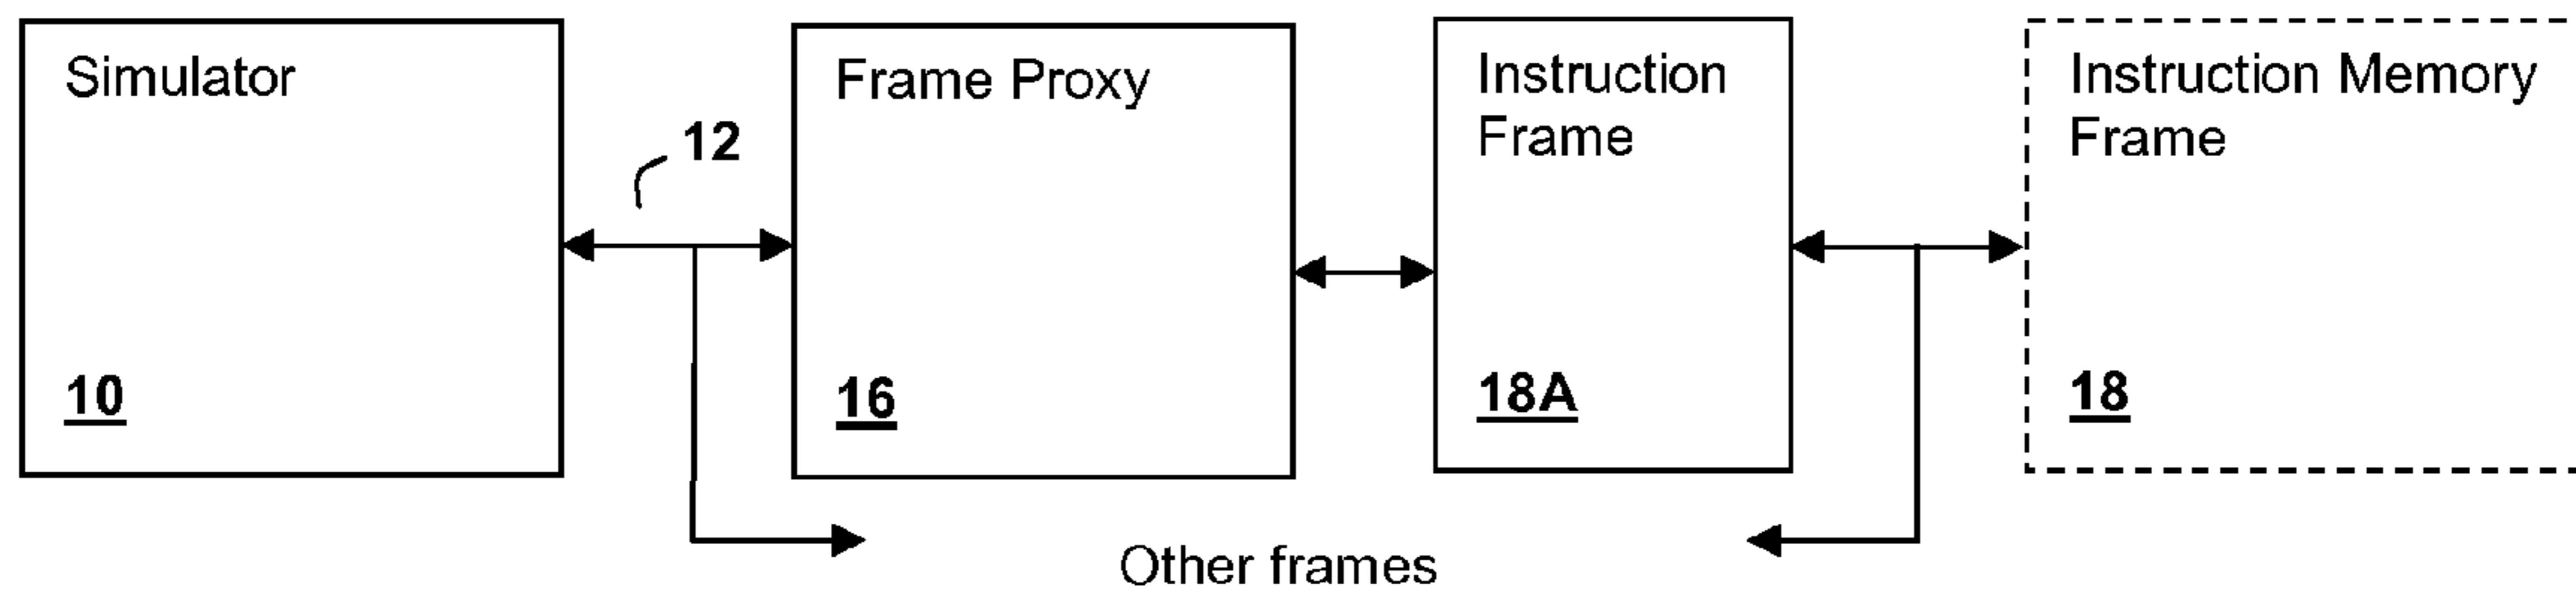 Simulator
10
12
Frame Proxy
16
Instruction
Frame
18A
Instruction Memory
Frame
18
Other frames